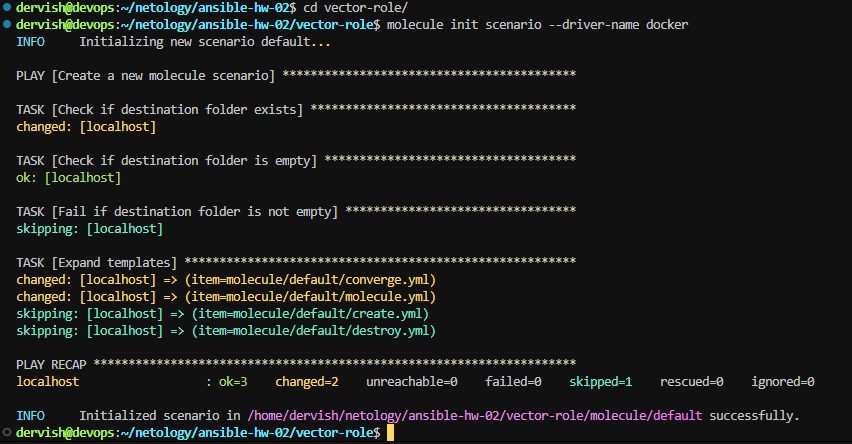 dervish@devops:~/netology/ansible-hw-02$ cd vector-role/
dervish@devops:~/netology/ansible-hw-02/vector-role$ molecule init scenario --driver-name docker
INFO     Initializing new scenario default...

PLAY [Create a new molecule scenario] ******************************************

TASK [Check if destination folder exists] **************************************
changed: [localhost]

TASK [Check if destination folder is empty] ************************************
ok: [localhost]

TASK [Fail if destination folder is not empty] *********************************
skipping: [localhost]

TASK [Expand templates] ********************************************************
changed: [localhost] => (item=molecule/default/converge.yml)
changed: [localhost] => (item=molecule/default/molecule.yml)
skipping: [localhost] => (item=molecule/default/create.yml)
skipping: [localhost] => (item=molecule/default/destroy.yml)

PLAY RECAP *********************************************************************
localhost                  : ok=3    changed=2    unreachable=0    failed=0    skipped=1    rescued=0    ignored=0

INFO     Initialized scenario in /home/dervish/netology/ansible-hw-02/vector-role/molecule/default successfully.
dervish@devops:~/netology/ansible-hw-02/vector-role$